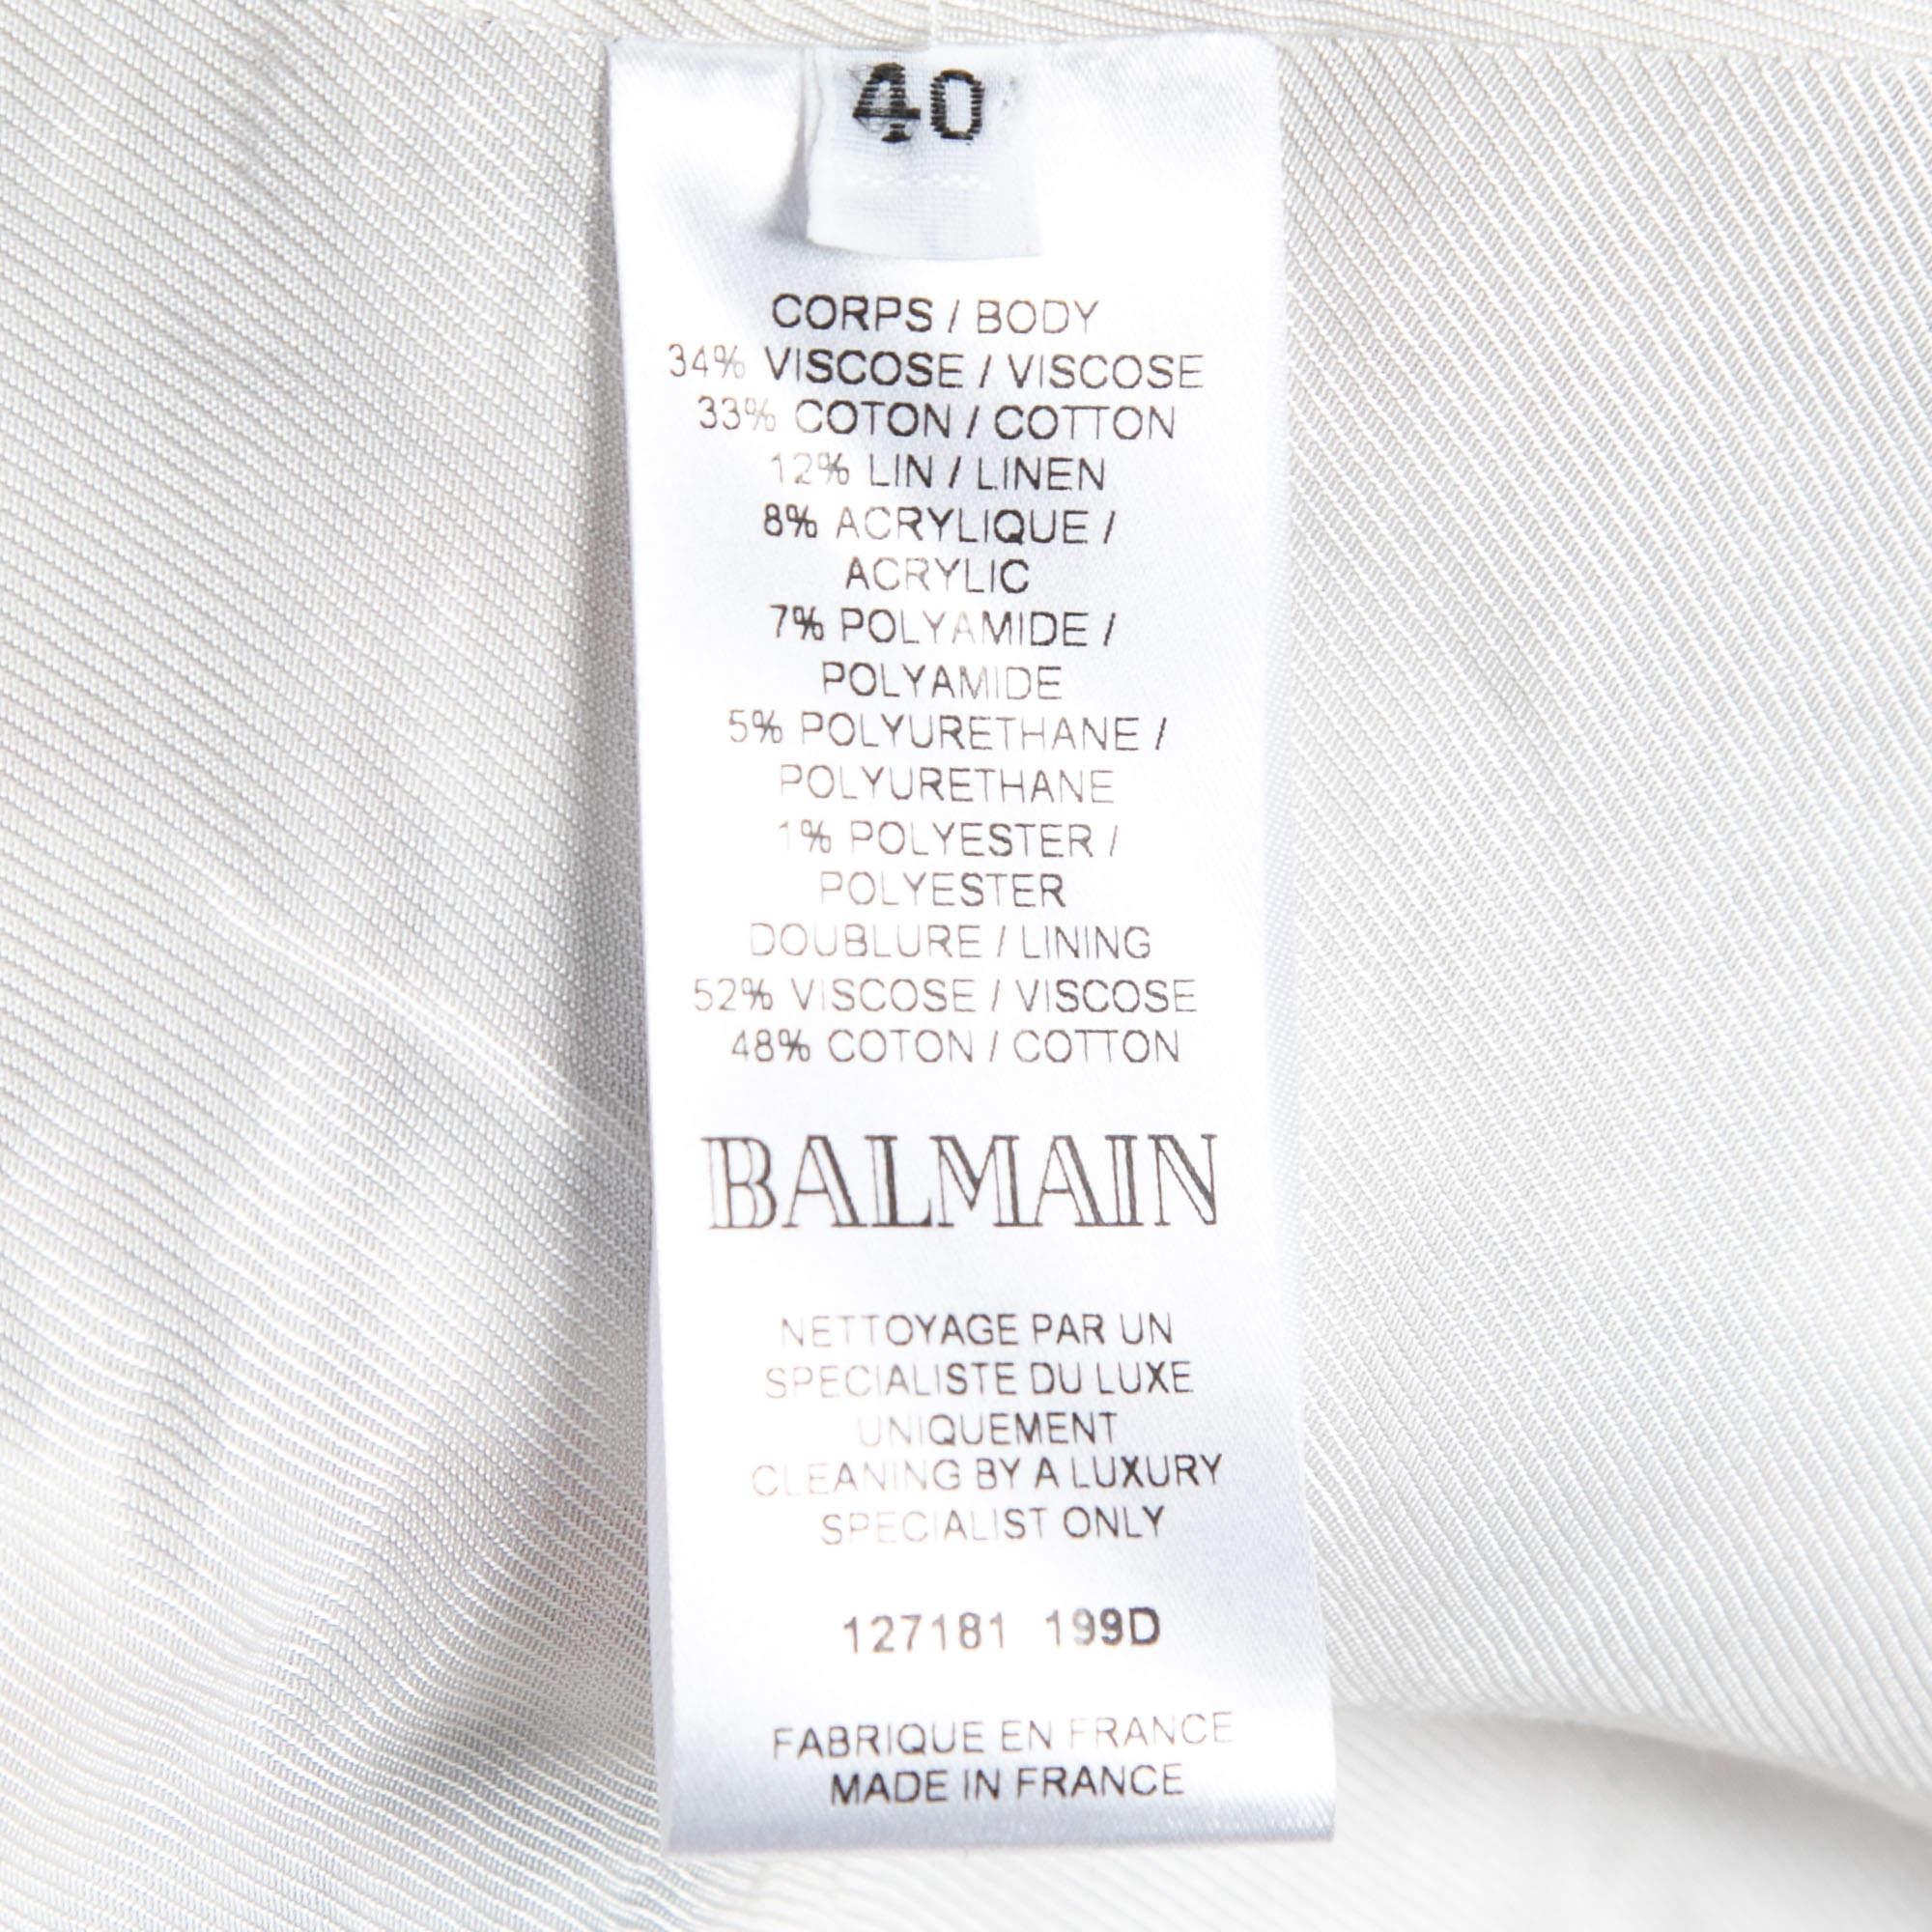 40
CORPS / BODY
34% VISCOSE / VISCOSE
33% COTON / COTTON
12% LIN / LINEN
8% ACRYLIQUE /
ACRYLIC
7% POLYAMIDE /
POLYAMIDE
5% POLYURETHANE /
POLYURETHANE
1% POLYESTER /
POLYESTER
DOUBLURE / LINING
52% VISCOSE / VISCOSE
48% COTON / COTTON
BALMAIN
NETTOYAGE PAR UN
SPECIALISTE DU LUXE
UNIQUEMENT
CLEANING BY A LUXURY
SPECIALIST ONLY
127181 199D
FABRIQUE EN FRANCE
MADE IN FRANCE